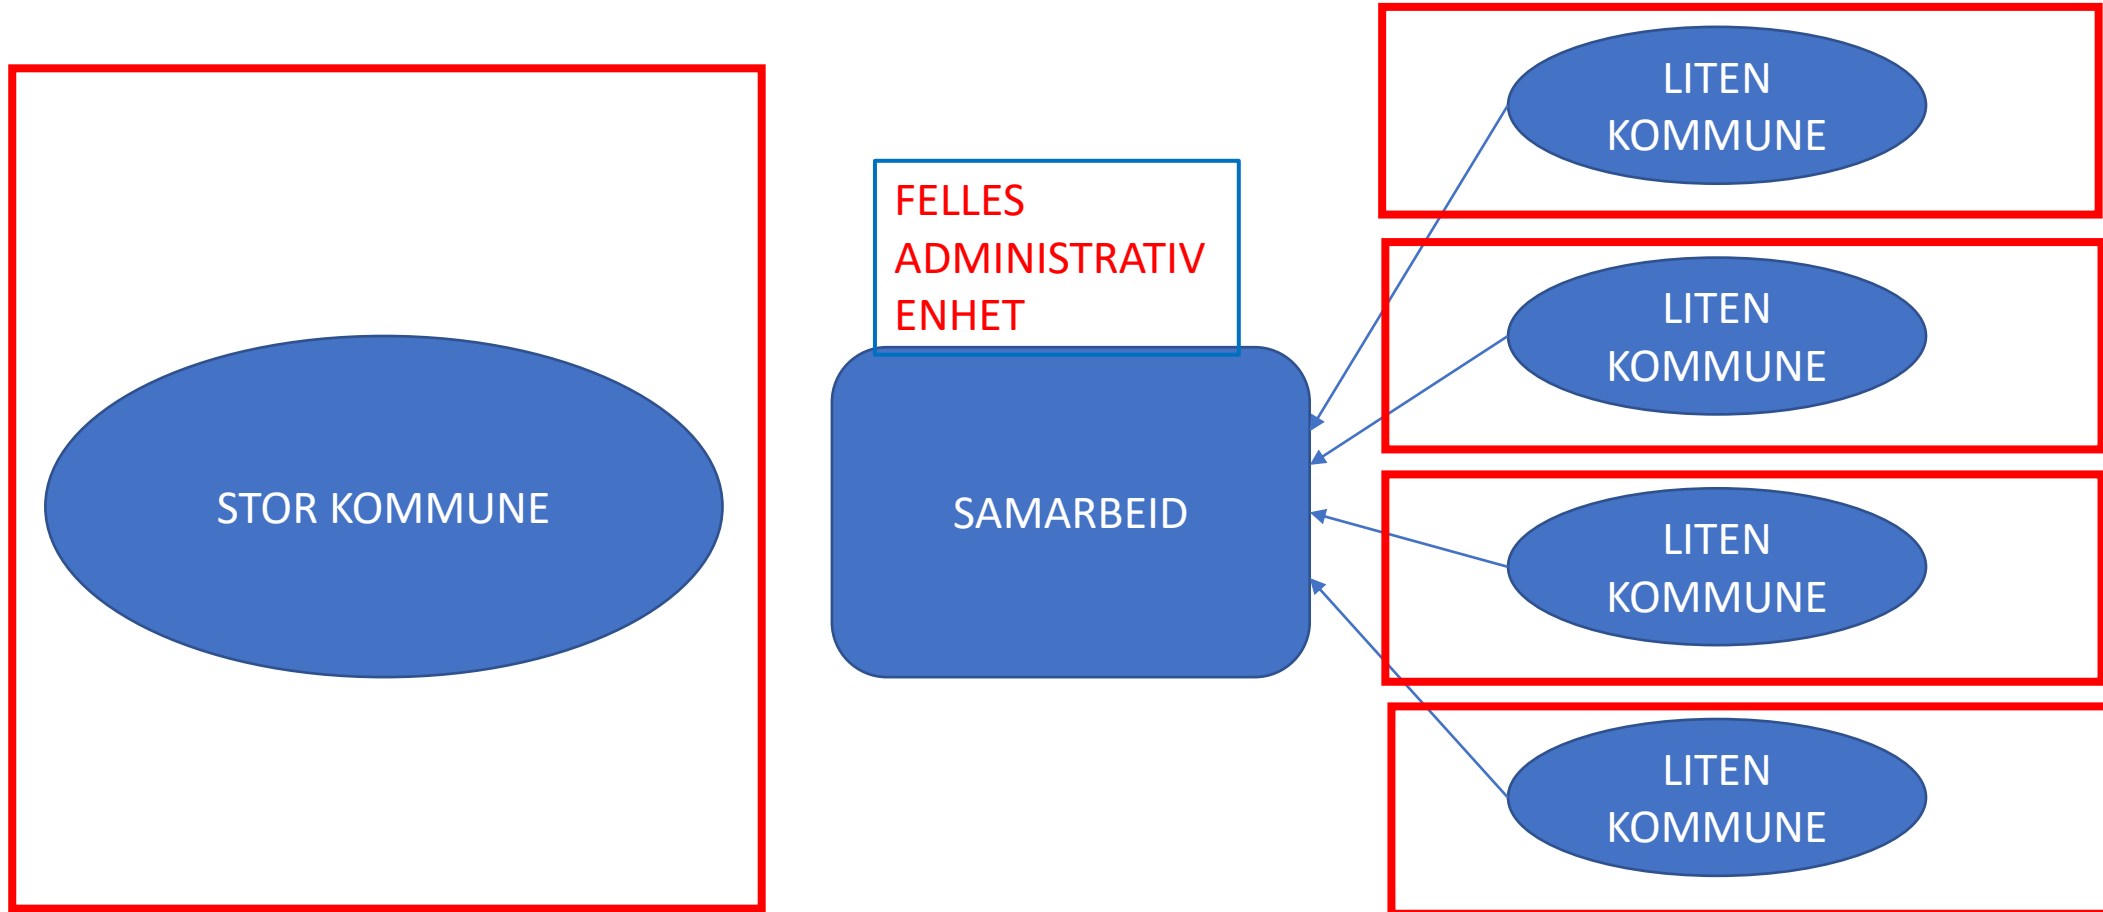 STOR KOMMUNE
FELLES
ADMINISTRATIV
ENHET
SAMARBEID
LITEN
KOMMUNE
LITEN
KOMMUNE
LITEN
KOMMUNE
LITEN
KOMMUNE